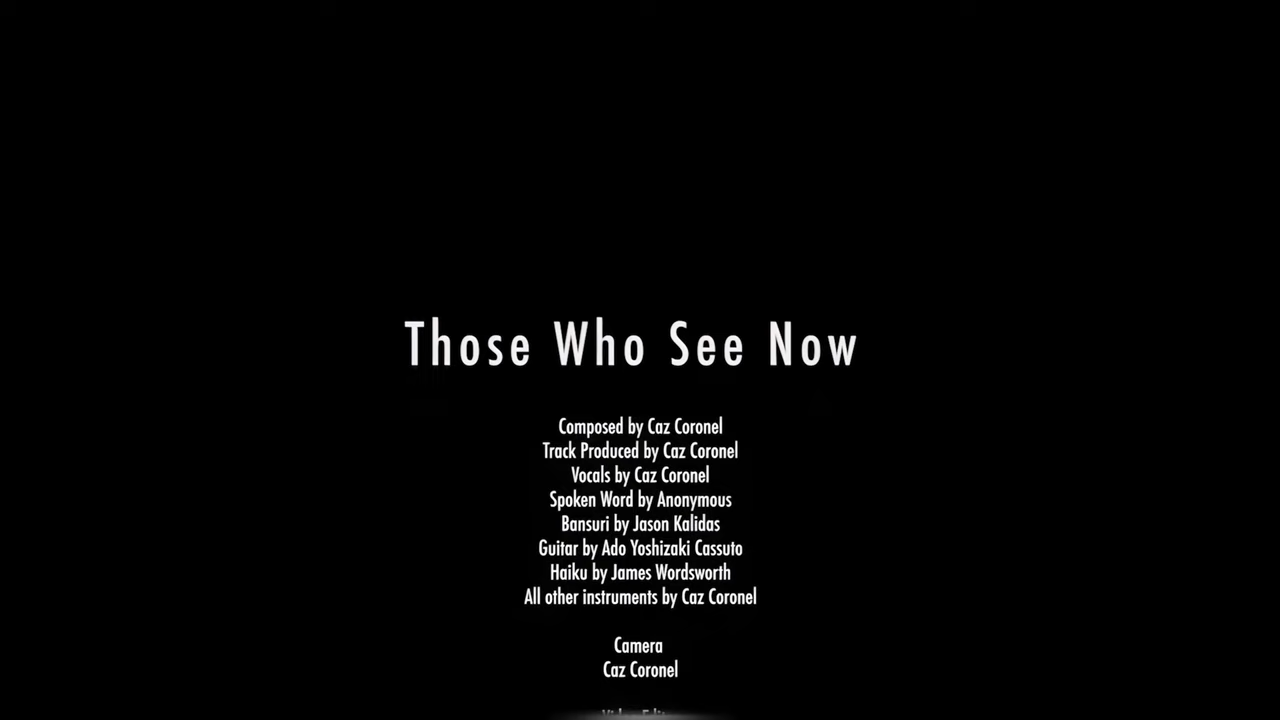 Those Who See Now
Composed by Caz Coronel
Track Produced by Caz Coronel
Vocals by Caz Coronel
Spoken Word by Anonymous
Bansuri by Jason Kalidas
Guitar by Ado Yoshizaki Cassuto
Haiku by James Wordsworth
All other instruments by Caz Coronel
Camera
Caz Coronel